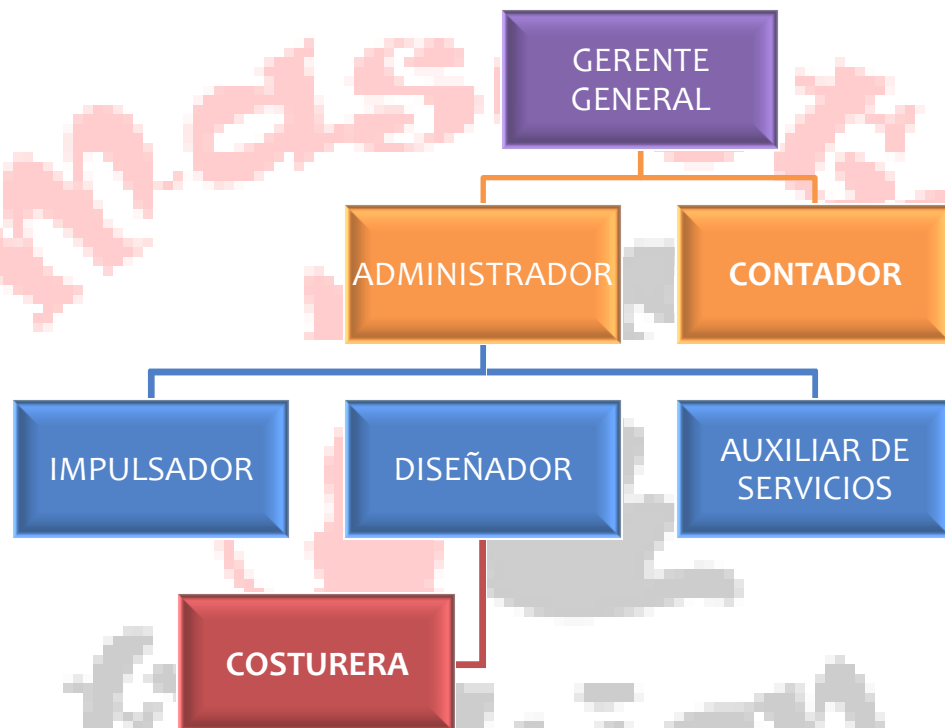 GERENTE
GENERAL
ADMINISTRADOR
CONTADOR
IMPULSADOR
DISEÑADOR
AUXILIAR DE
SERVICIOS
COSTURERA